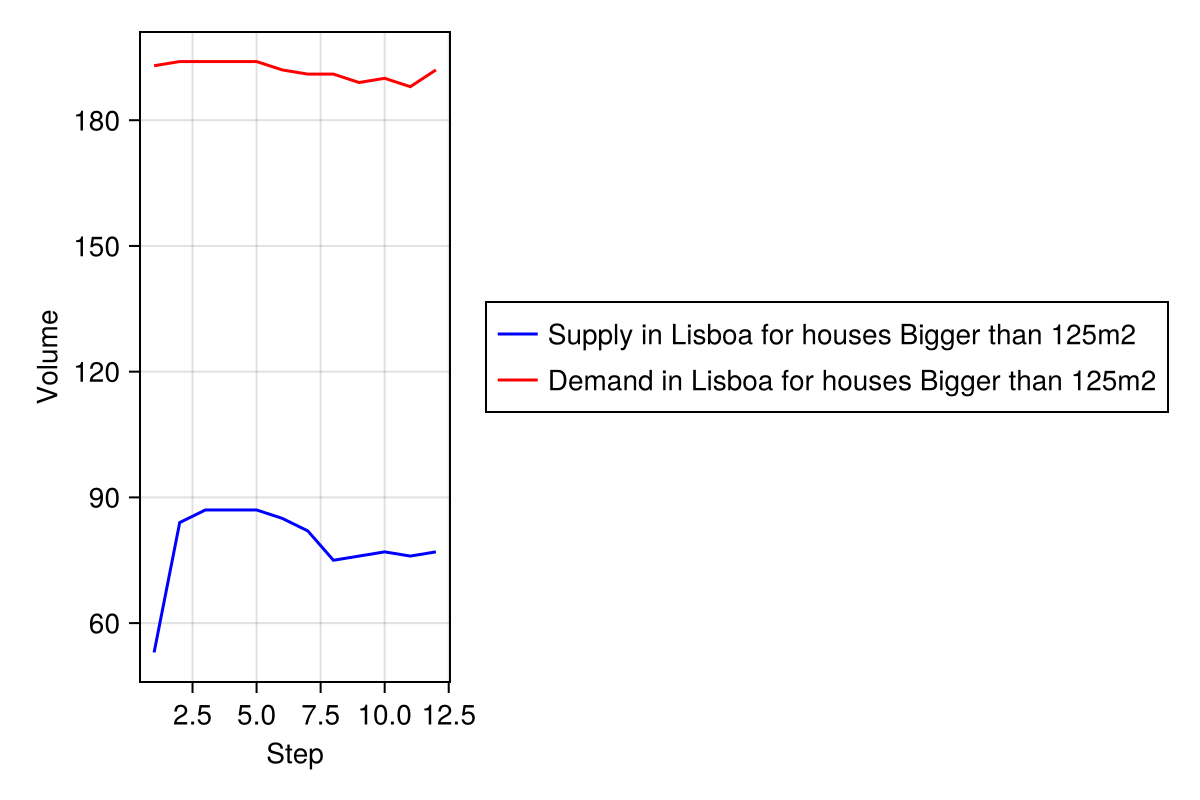 180
150
120
90
60
Volume
2.5 5.0 7.5 10.0 12.5
Step
Supply in Lisboa for houses Bigger than 125m2
Demand in Lisboa for houses Bigger than 125m2